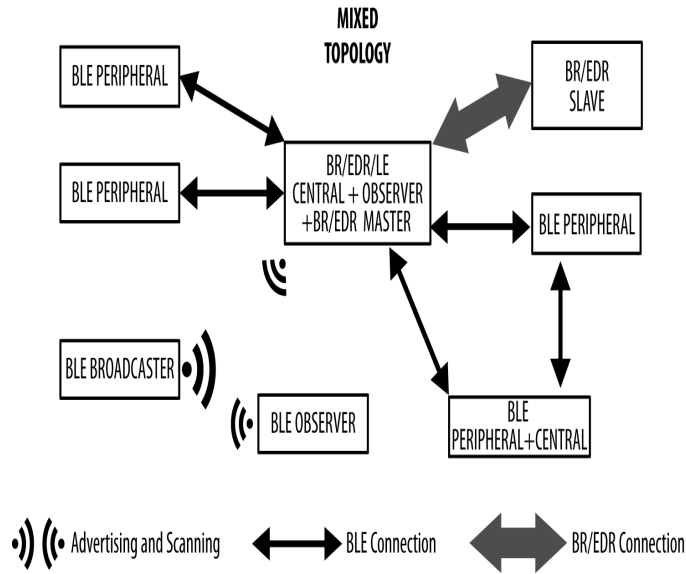 MIXED
TOPOLOGY
BLE PERIPHERAL
BR/EDR
SLAVE
BLE PERIPHERAL
BR/EDR/LE
CENTRAL + OBSERVER
+BR/EDR MASTER
BLE PERIPHERAL
BLE BROADCASTER
BLE OBSERVER
BLE
PERIPHERAL+CENTRAL
Advertising and Scanning
BLE Connection
BR/EDR Connection